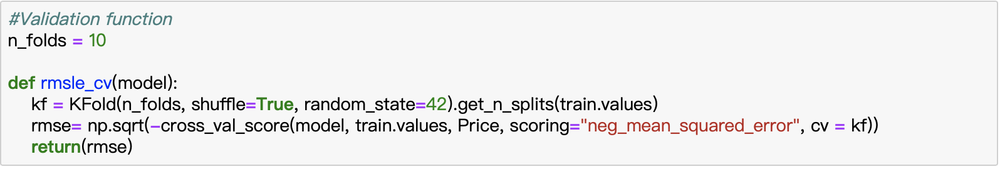 #Validation function
n_folds = 10
def rmsle_cv(model):
kf = KFold(n_folds, shuffle=True, random_state=42).get_n_splits(train.values)
rmse= np.sqrt(-cross_val_score(model, train.values, Price, scoring="neg_mean_squared_error", cv = kf))
return(rmse)